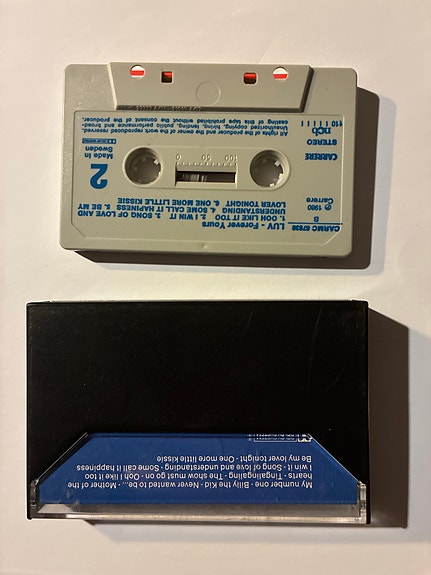 My number one · Billy the Kid · Never wanted to be... · Mother of the
hearts · Tingalingaling · The show must go on · Ooh I like it too
I win it · Song of love and understanding · Some call it happiness
Be my lover tonight · One more little kissie
CARMC
LUV - Forever Yours
1. OOH LIKE IT TOO 2. I WIN IT 3. SONG OF LOVE AND
UNDERSTANDING 4. SOME CALL IT HAPINESS 5. BE MY
LOVER TONIGHT 6. ONE MORE LITTLE KISSIE
B
℗ 1980
Carrere
100 50 0
2
CARRERE
STEREO
ncb
Made in
Sweden
All rights of the producer and the owner of the work reproduced reserved.
Unauthorized copying, hiring, lending, public performance and broad-
casting of this tape prohibited without the consent of the producer.